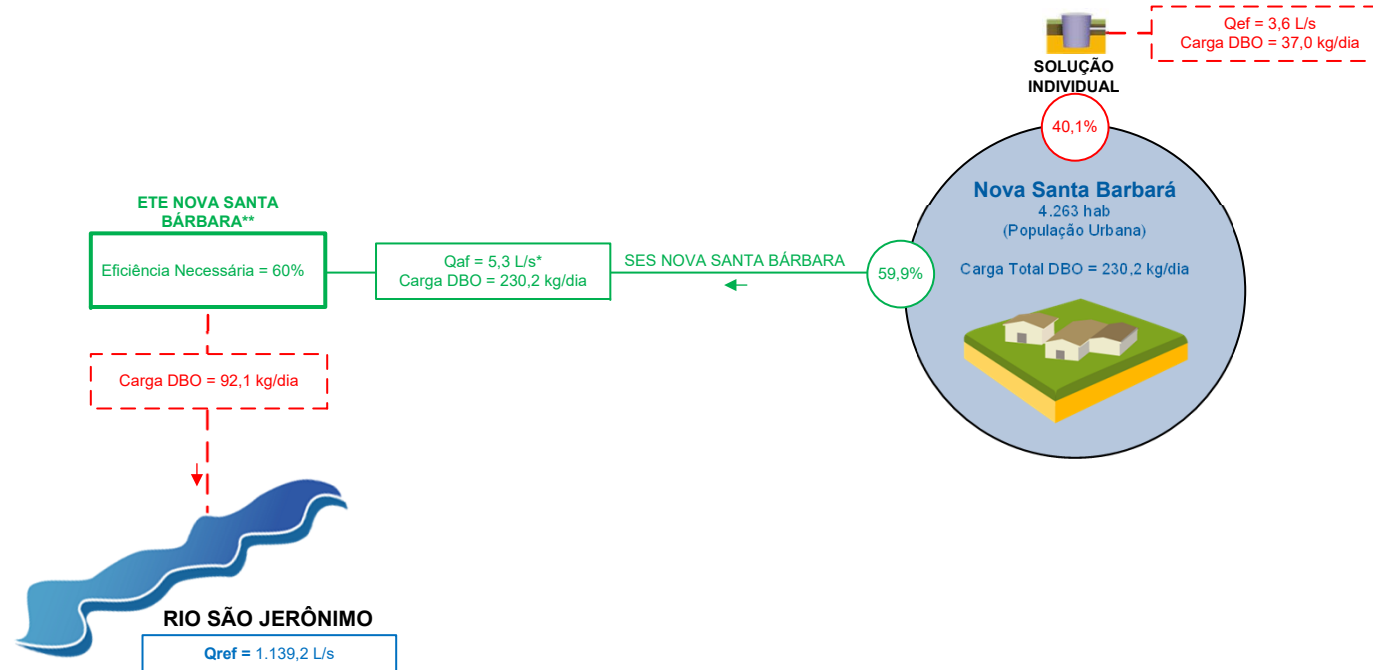 Qef = 3,6 L/s
Carga DBO = 37,0 kg/dia
SOLUÇÃO
INDIVIDUAL
40,1%
Nova Santa Barbará
4.263 hab
(População Urbana)
Carga Total DBO = 230,2 kg/dia
59,9%
SES NOVA SANTA BÁRBARA
Qaf = 5,3 L/s*
Carga DBO = 230,2 kg/dia
ETE NOVA SANTA
BÁRBARA**
Eficiência Necessária = 60%
Carga DBO = 92,1 kg/dia
RIO SÃO JERÔNIMO
Qref = 1.139,2 L/s